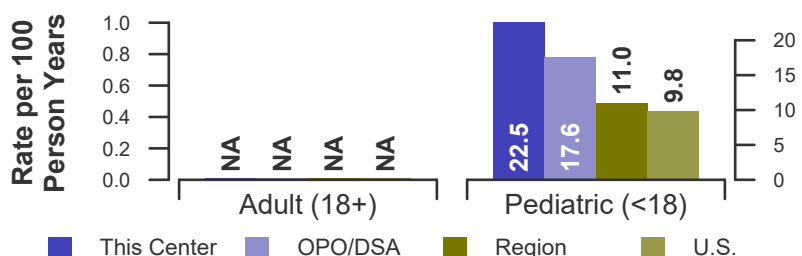 Rate per 100
Person Years
1.0
0.8
0.6
0.4
0.2
0.0
NA NA NA NA
22.5 17.6 11.0 9.8
20
15
10
5
0
Adult (18+) Pediatric (<18)
This Center OPO/DSA Region U.S.